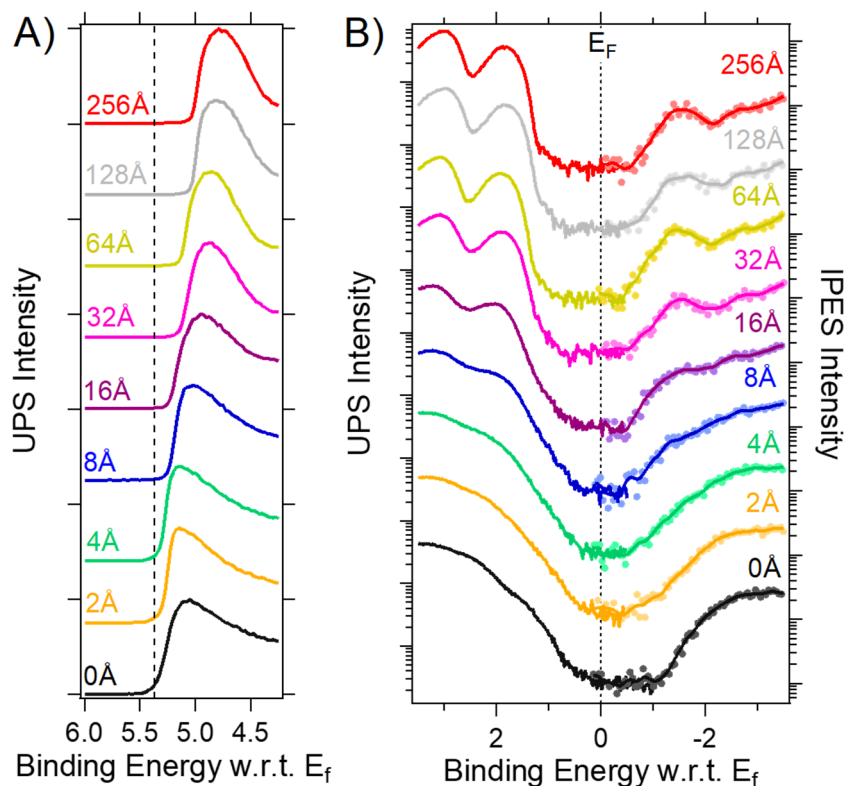 A)
256Å
128Å
64Å
32Å
16Å
8Å
4Å
2Å
0Å
UPS Intensity
6.0 5.5 5.0 4.5
Binding Energy w.r.t. Ef
B)
EF
256Å
128Å
64Å
32Å
16Å
8Å
4Å
2Å
0Å
UPS Intensity
IPES Intensity
2 0 -2
Binding Energy w.r.t. Ef